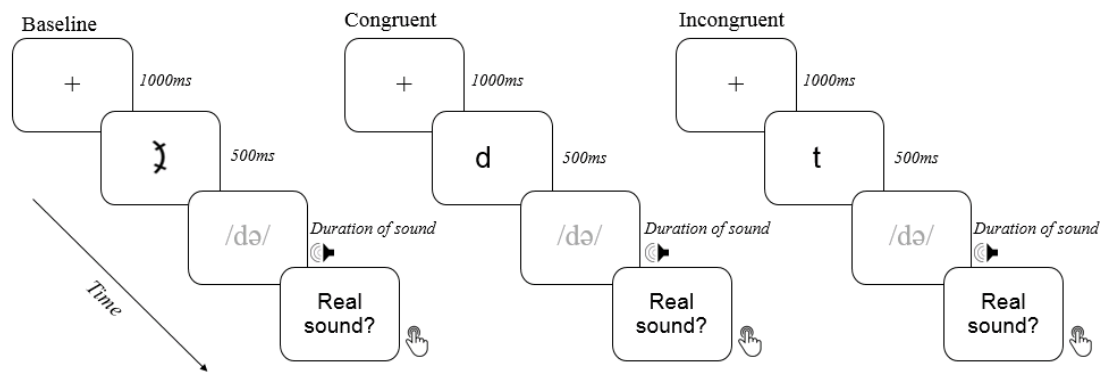 Baseline
+
1000ms
500ms
/də/
Duration of sound
Real
sound?
Congruent
+
1000ms
d
500ms
/də/
Duration of sound
Real
sound?
Incongruent
+
1000ms
t
500ms
/də/
Duration of sound
Real
sound?
Time